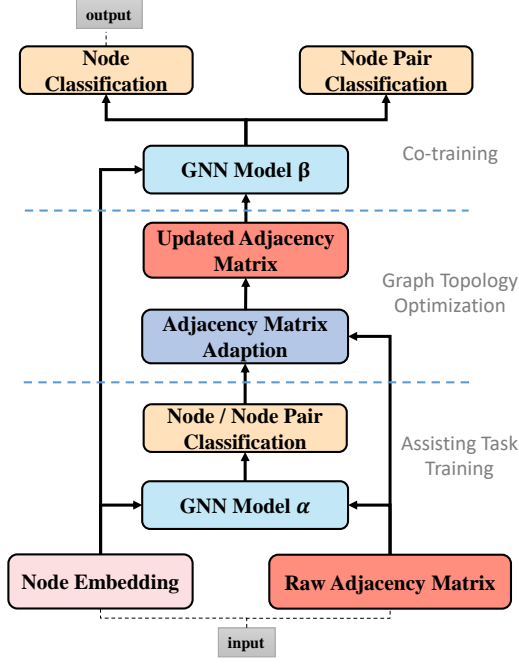 output
Node
Classification
Node Pair
Classification
Co-training
GNN Model β
Updated Adjacency
Matrix
Graph Topology
Optimization
Adjacency Matrix
Adaption
Node / Node Pair
Classification
Assisting Task
Training
GNN Model α
Node Embedding
Raw Adjacency Matrix
input